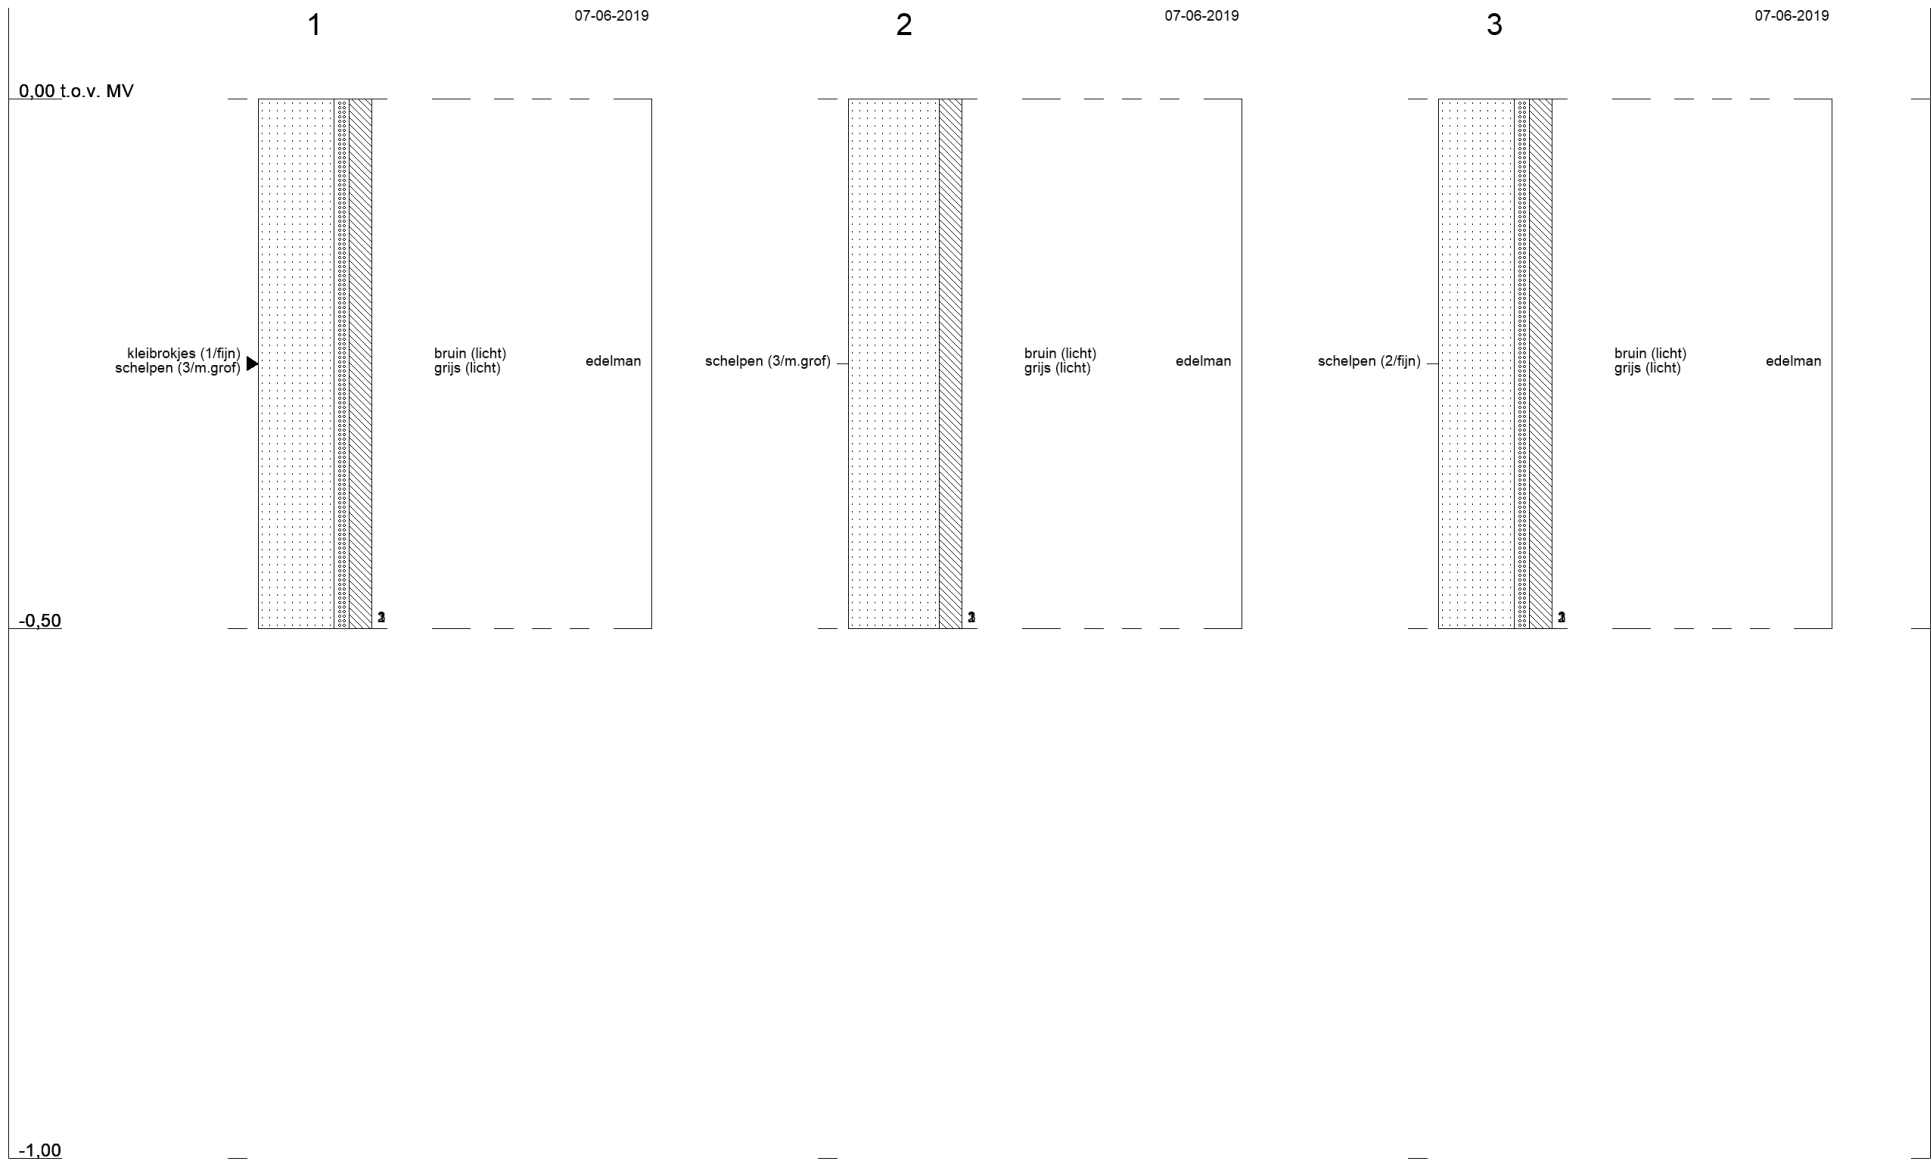 1
07-06-2019
2
07-06-2019
3
07-06-2019
0,00 t.o.v. MV
kleibrokjes (1/fijn)
schelpen (3/m.grof)
bruin (licht)
grijs (licht)
edelman
schelpen (3/m.grof)
bruin (licht)
grijs (licht)
edelman
schelpen (2/fijn)
bruin (licht)
grijs (licht)
edelman
-0,50
-1,00